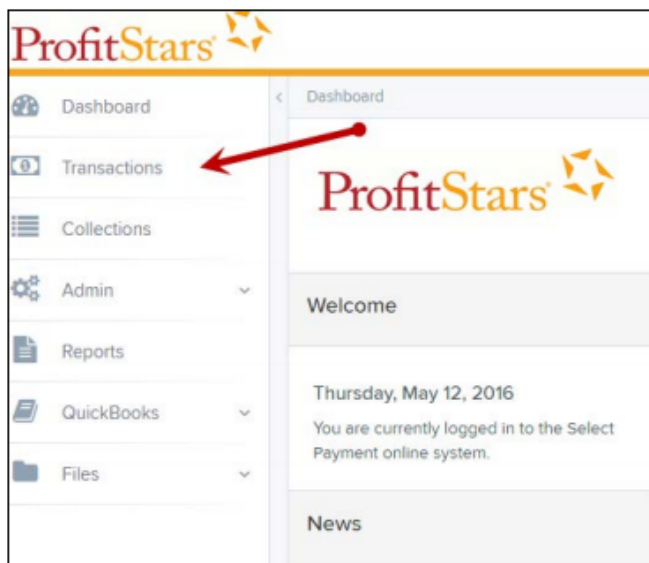 ProfitStars
Dashboard
Transactions
Collections
Admin
Reports
QuickBooks
Files
Dashboard
ProfitStars
Welcome
Thursday, May 12, 2016
You are currently logged in to the Select
Payment online system.
News